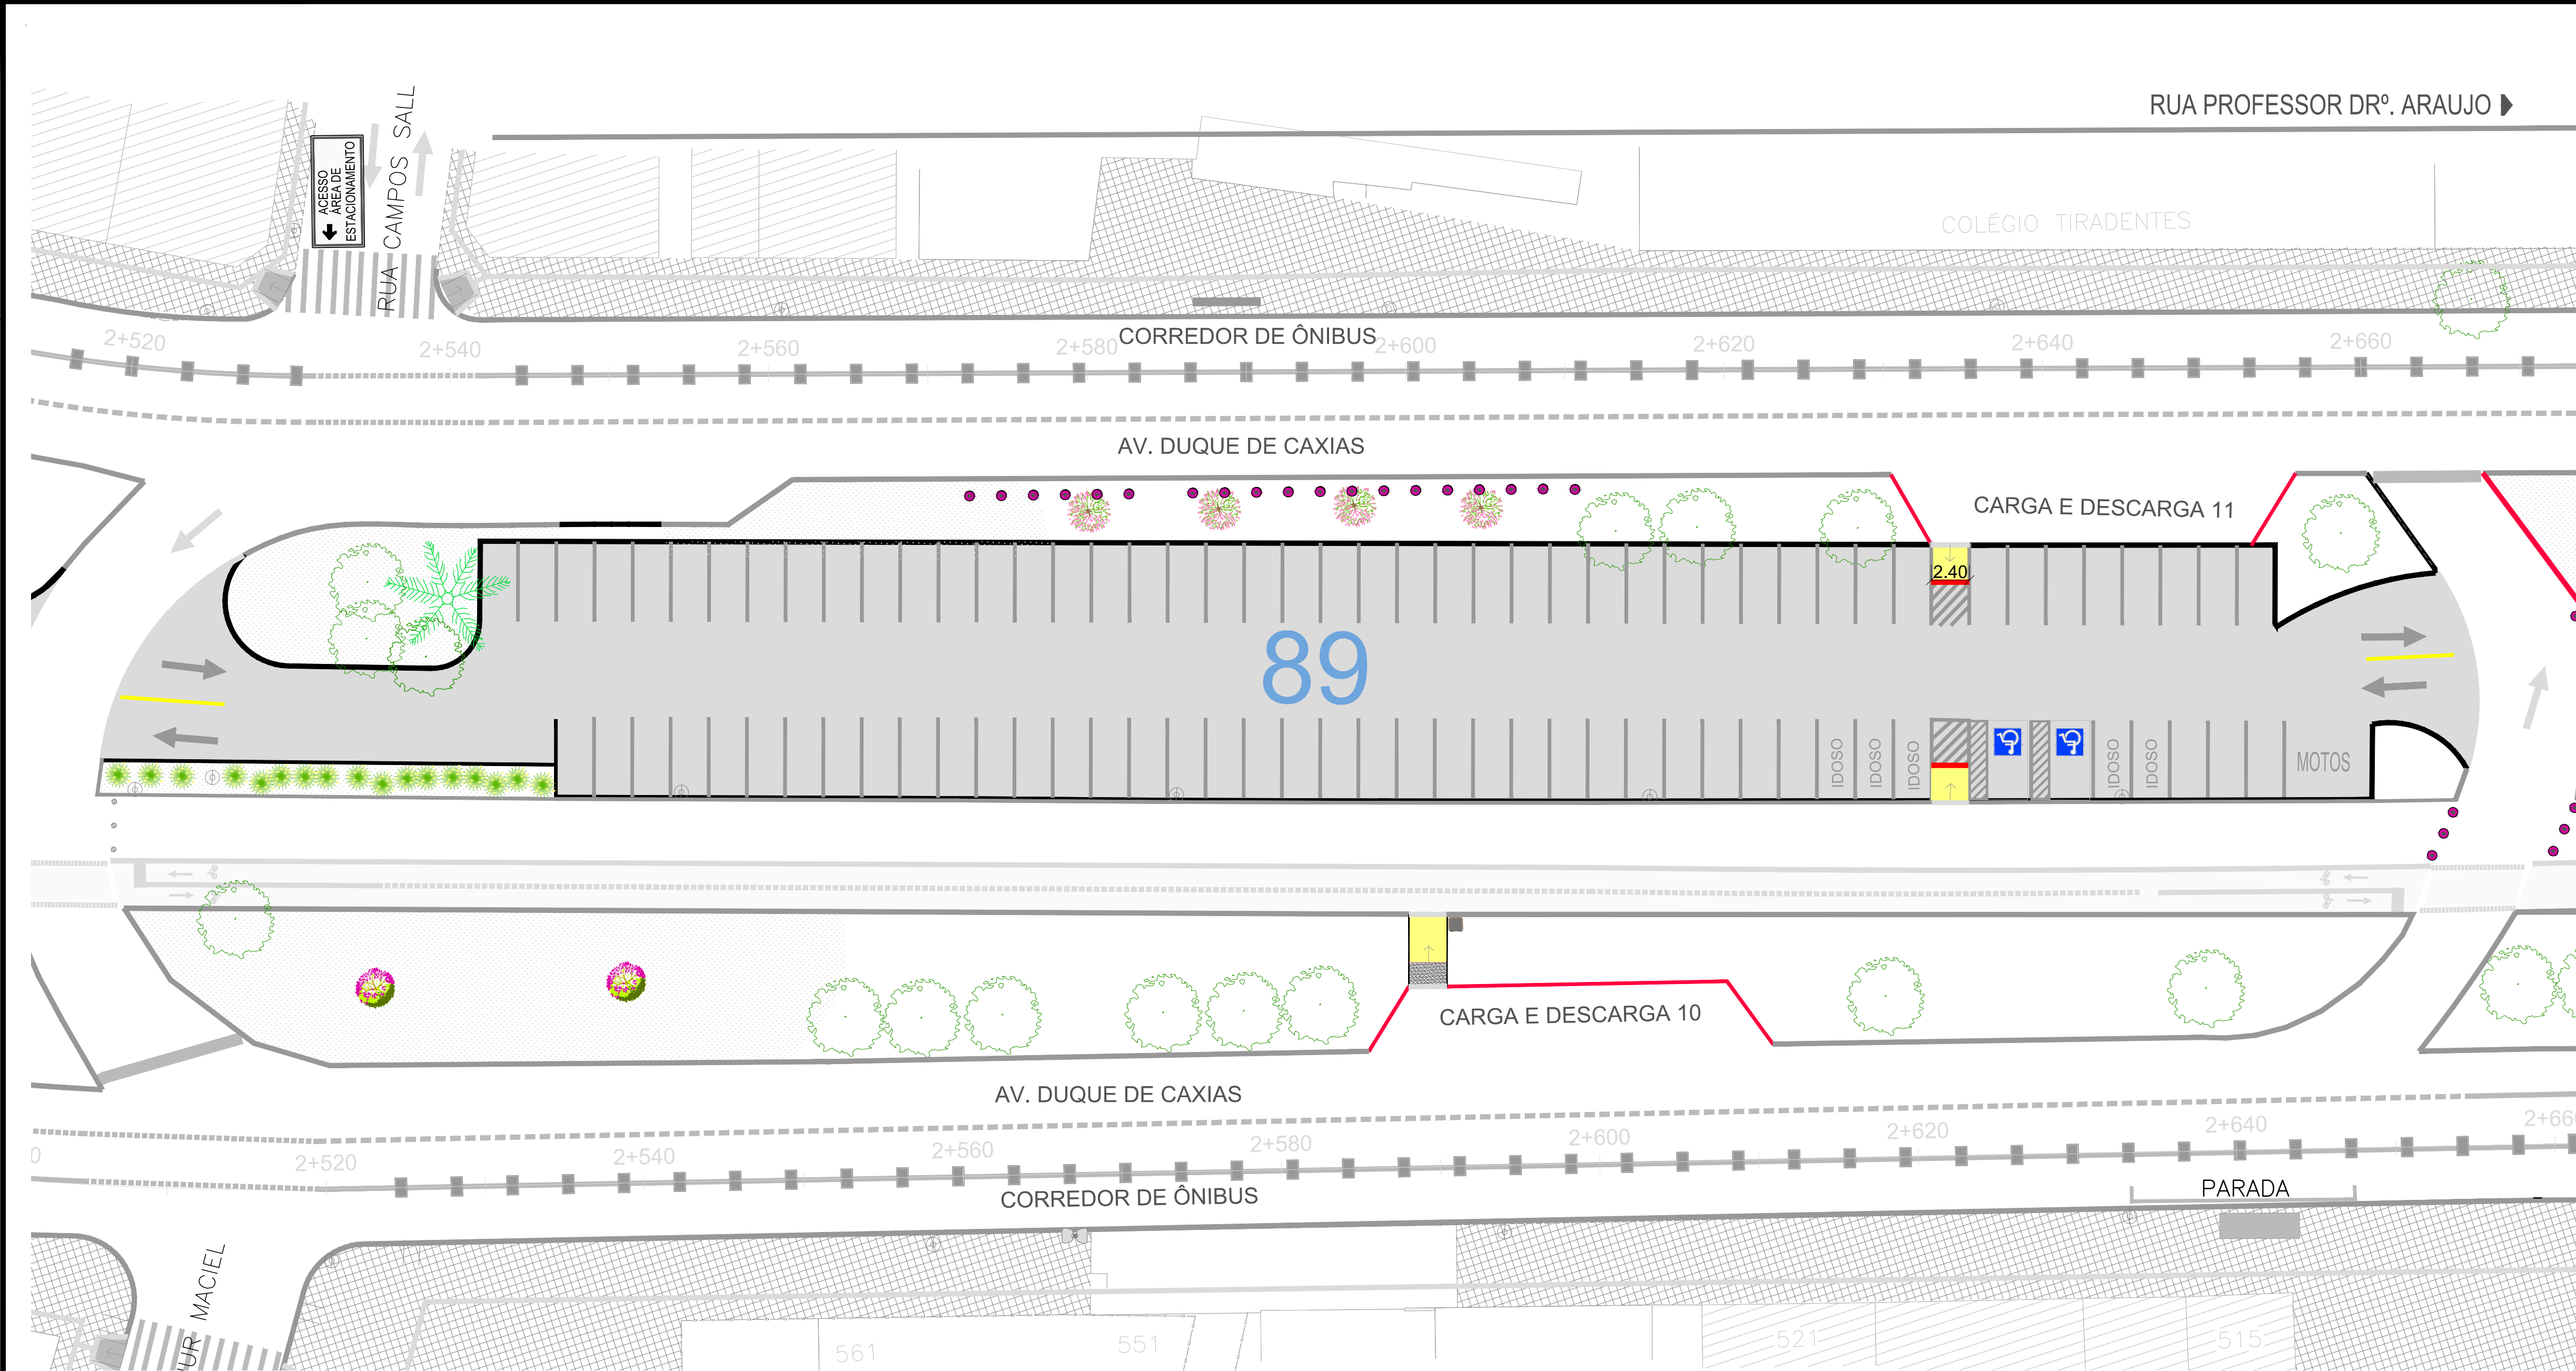 RUA PROFESSOR DRº. ARAUJO
ACESSO
ÁREA DE
ESTACIONAMENTO
RUA CAMPOS SALL
COLÉGIO TIRADENTES
CORREDOR DE ÔNIBUS
2+520
2+540
2+560
2+580
2+600
2+620
2+640
2+660
AV. DUQUE DE CAXIAS
CARGA E DESCARGA 11
2.40
89
IDOSO
IDOSO
IDOSO
IDOSO
IDOSO
MOTOS
CARGA E DESCARGA 10
AV. DUQUE DE CAXIAS
0
2+520
2+540
2+560
2+580
2+600
2+620
2+640
2+66
CORREDOR DE ÔNIBUS
PARADA
UR MACIEL
561
551
521
515